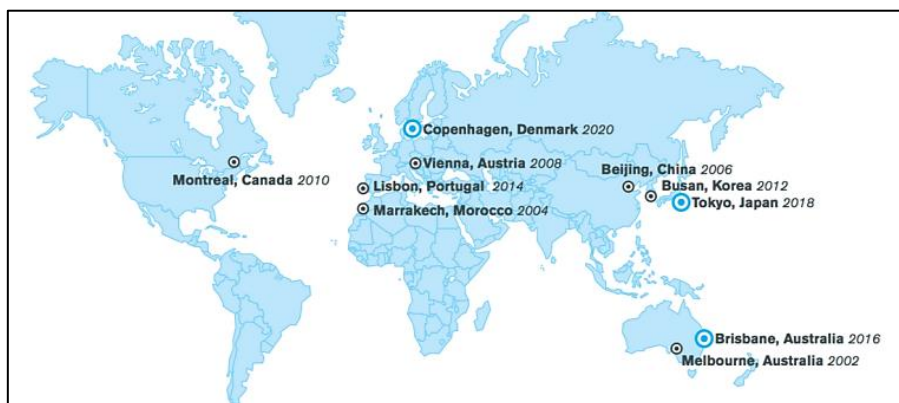 Copenhagen, Denmark 2020
Vienna, Austria 2008
Beijing, China 2006
Montreal, Canada 2010
Lisbon, Portugal 2014
Busan, Korea 2012
Tokyo, Japan 2018
Marrakech, Morocco 2004
Brisbane, Australia 2016
Melbourne, Australia 2002